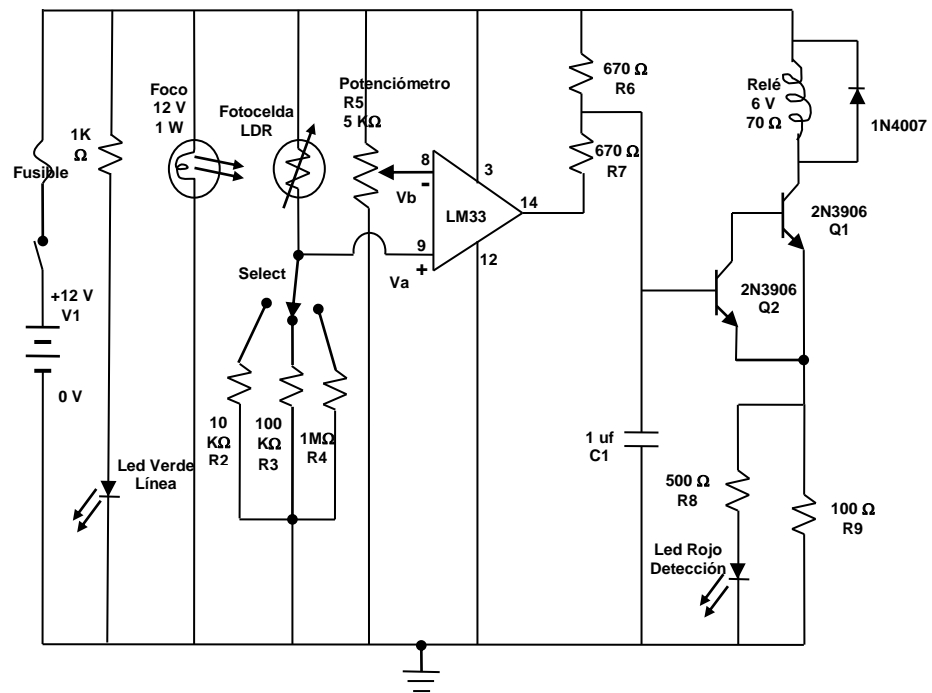 Fusible
+12 V
V1
0 V
1K
Ω
Led Verde
Línea
Foco
12 V
1 W
Fotocelda
LDR
Potenciómetro
R5
5 KΩ
8
-
Vb
LM33
3
14
9
+
Va
12
Select
10
KΩ
R2
100
KΩ
R3
1MΩ
R4
670 Ω
R6
670 Ω
R7
Relé
6 V
70 Ω
1N4007
2N3906
Q1
2N3906
Q2
1 uf
C1
500 Ω
R8
100 Ω
R9
Led Rojo
Detección